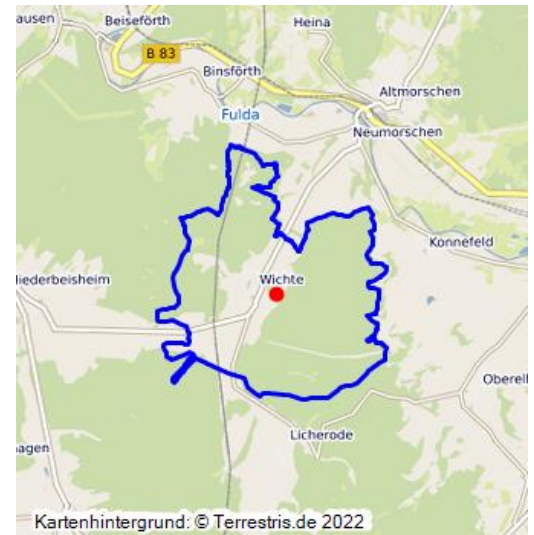 ausen
Beiseförth
Heina
B 83
Binsförth
Altmorschen
Fulda
Neumorschen
Konnefeld
iederbeisheim
Wichte
Oberell
Licherode
agen
Kartenhintergrund: © Terrestris.de 2022